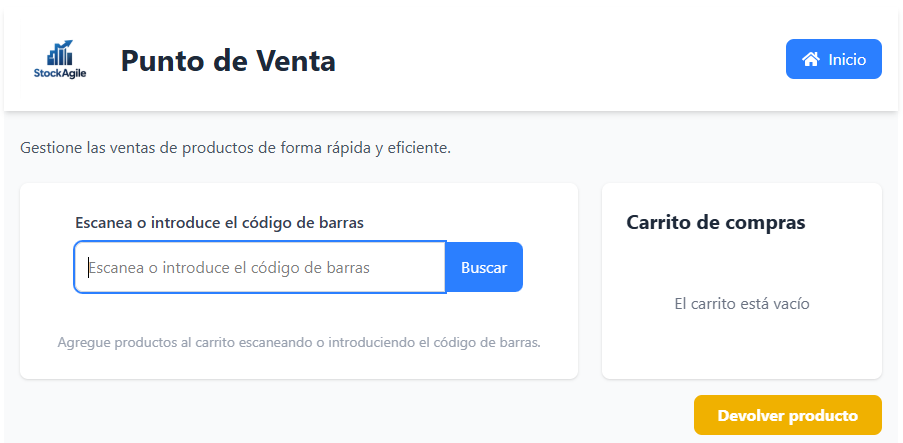 StockAgile
Punto de Venta
Inicio
Gestione las ventas de productos de forma rápida y eficiente.
Escanea o introduce el código de barras
Escanea o introduce el código de barras
Buscar
Agregue productos al carrito escaneando o introduciendo el código de barras.
Carrito de compras
El carrito está vacío
Devolver producto